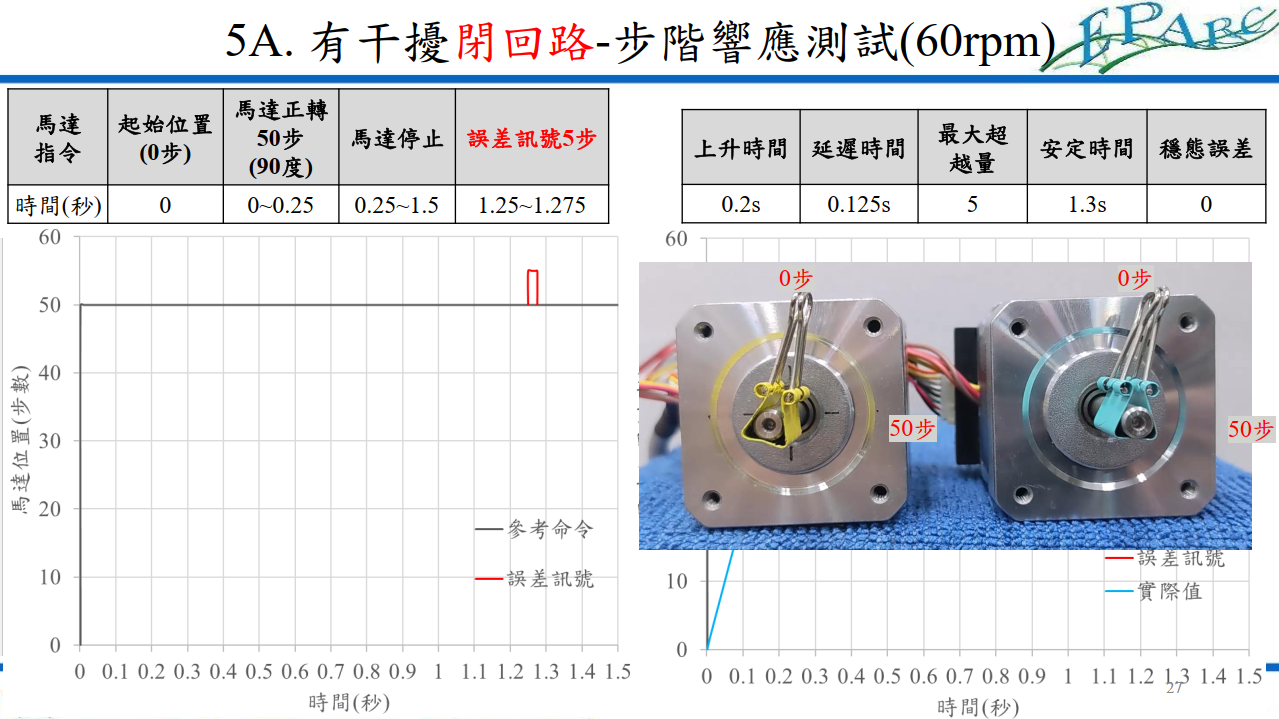 5A. 有干擾閉回路-步階響應測試(60rpm)
EPARC
馬達
指令
起始位置
(0步)
馬達正轉
50步
(90度)
馬達停止
誤差訊號5步
時間(秒)
0
0~0.25
0.25~1.5
1.25~1.275
上升時間
延遲時間
最大超
越量
安定時間
穩態誤差
0.2s
0.125s
5
1.3s
0
60
50
40
30
20
10
0
馬達位置(步數)
參考命令
誤差訊號
0 0.1 0.2 0.3 0.4 0.5 0.6 0.7 0.8 0.9 1 1.1 1.2 1.3 1.4 1.5
時間(秒)
60
0步
0步
50步
50步
10
0
誤差訊號
實際值
0 0.1 0.2 0.3 0.4 0.5 0.6 0.7 0.8 0.9 1 1.1 1.2 1.3 1.4 1.5
時間(秒)
27